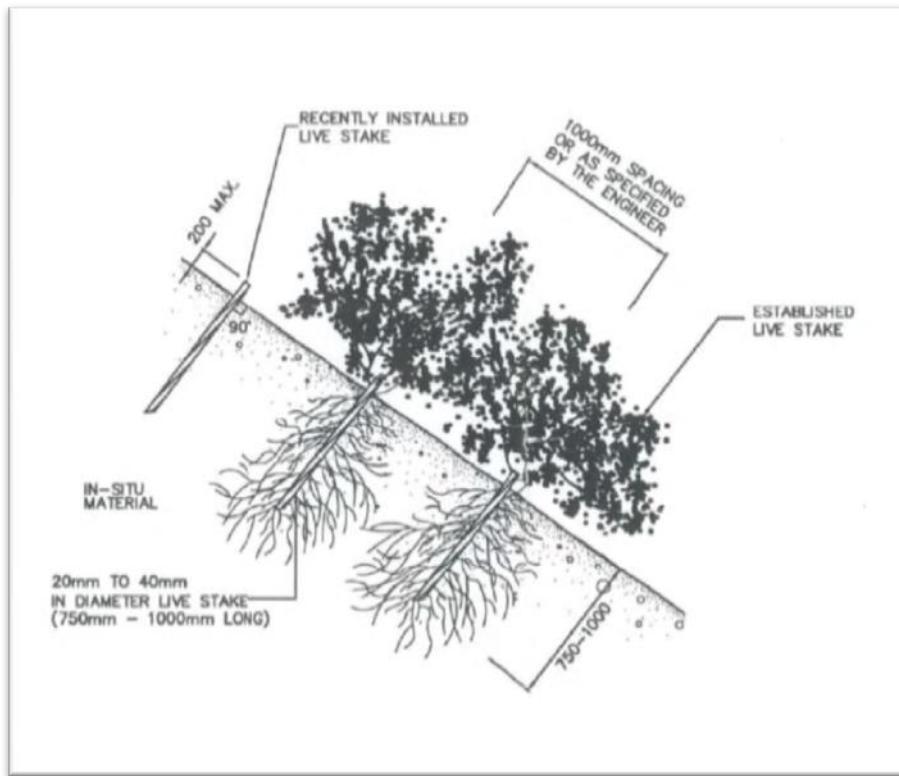 RECENTLY INSTALLED
LIVE STAKE
1000mm SPACING
OR AS SPECIFIED
BY THE ENGINEER
200 MAX.
ESTABLISHED
LIVE STAKE
90°
IN-SITU
MATERIAL
20mm TO 40mm
IN DIAMETER LIVE STAKE
(750mm - 1000mm LONG)
750-1000